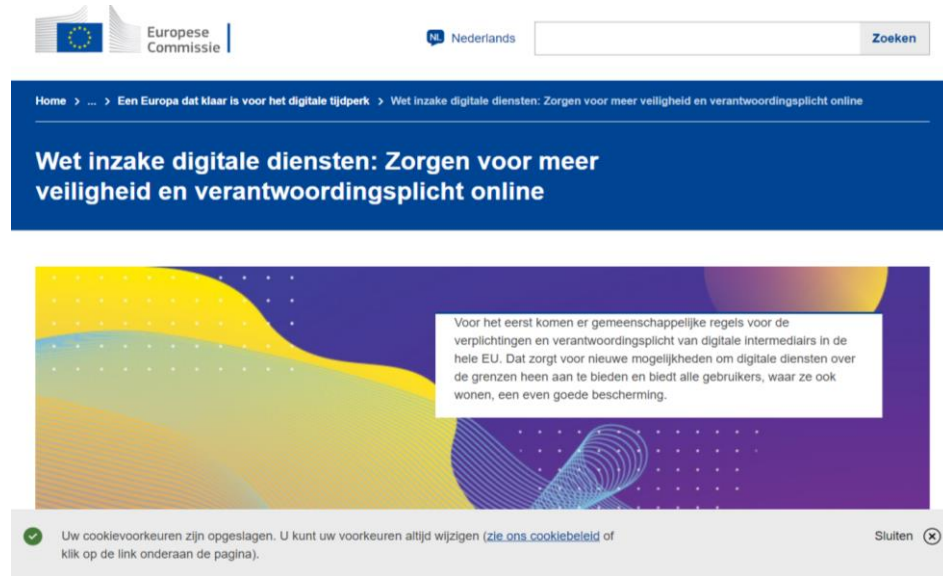 Europese
Commissie
NL Nederlands
Zoeken
Home > ... > Een Europa dat klaar is voor het digitale tijdperk > Wet inzake digitale diensten: Zorgen voor meer veiligheid en verantwoordingsplicht online
Wet inzake digitale diensten: Zorgen voor meer
veiligheid en verantwoordingsplicht online
Voor het eerst komen er gemeenschappelijke regels voor de
verplichtingen en verantwoordingsplicht van digitale intermediairs in de
hele EU. Dat zorgt voor nieuwe mogelijkheden om digitale diensten over
de grenzen heen aan te bieden en biedt alle gebruikers, waar ze ook
wonen, een even goede bescherming.
Uw cookievoorkeuren zijn opgeslagen. U kunt uw voorkeuren altijd wijzigen (zie ons cookiebeleid of
klik op de link onderaan de pagina).
Sluiten